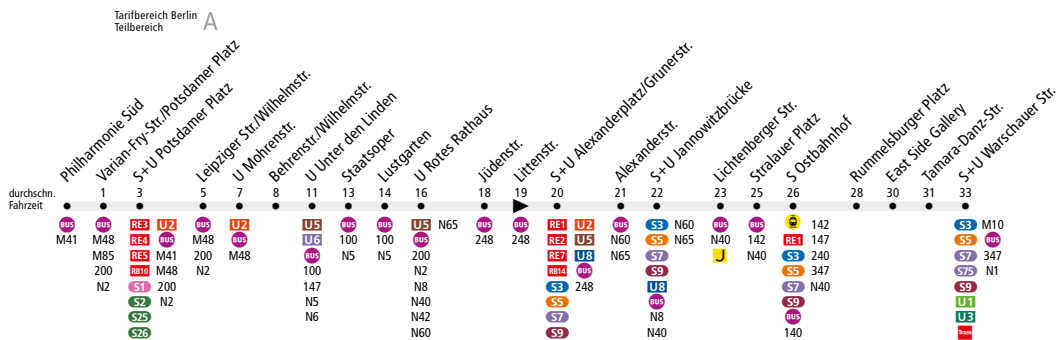 Tarifbereich Berlin
Teilbereich A
Philharmonie Süd
Varian-Fry-Str./Potsdamer Platz
S+U Potsdamer Platz
Leipziger Str./Wilhelmstr.
U Mohrenstr.
Behrenstr./Wilhelmstr.
U Unter den Linden
Staatsoper
Lustgarten
U Rotes Rathaus
Jüdenstr.
Littenstr.
S+U Alexanderplatz/Grunerstr.
Alexanderstr.
S+U Jannowitzbrücke
Lichtenberger Str.
Stralauer Platz
S Ostbahnhof
Rummelsburger Platz
East Side Gallery
Tamara-Danz-Str.
S+U Warschauer Str.
durchschn. 1 3 5 7 8 11 13 14 16 18 19 20 21 22 23 25 26 28 30 31 33
Fahrzeit
BUS
M41
BUS
M48
M85
200
N2
RE3 U2
RE4 BUS
RE5 M41
RB10 M48
S1 200
S2 N2
S25
S26
BUS
M48
200
N2
U2
BUS
M48
U5
U6
BUS
100
147
N5
N6
BUS
100
N5
BUS
100
N5
U5 N65
BUS
200
N2
N8
N40
N42
N60
BUS
248
BUS
248
RE1 U2
RE2 U5
RE7 U8
RB14 BUS
S3 248
S5
S7
S9
BUS
N60
N65
S3 N60
S5 N65
S7
S9
U8
BUS
N8
N40
BUS
N40
BUS
142
N40
142
RE1 147
S3 240
S5 347
S7 N40
S9
BUS
140
S3 M10
S5 BUS
S7 347
S75 N1
S9
U1
U3
Tram